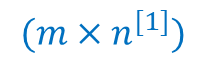 (m × n^[1])